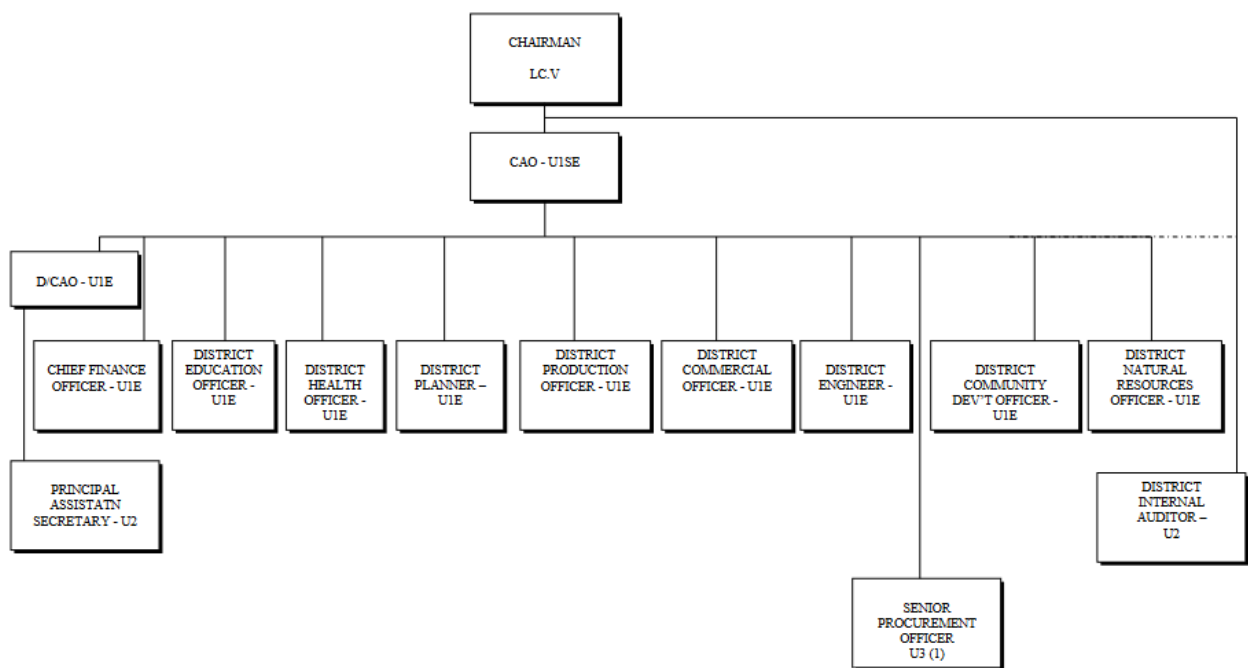 CHAIRMAN
LC.V
CAO - U1SE
D/CAO - U1E
CHIEF FINANCE
OFFICER - U1E
DISTRICT
EDUCATION
OFFICER -
U1E
DISTRICT
HEALTH
OFFICER -
U1E
DISTRICT
PLANNER –
U1E
DISTRICT
PRODUCTION
OFFICER - U1E
DISTRICT
COMMERCIAL
OFFICER - U1E
DISTRICT
ENGINEER -
U1E
DISTRICT
COMMUNITY
DEV'T OFFICER -
U1E
DISTRICT
NATURAL
RESOURCES
OFFICER - U1E
PRINCIPAL
ASSISTATN
SECRETARY - U2
DISTRICT
INTERNAL
AUDITOR –
U2
SENIOR
PROCUREMENT
OFFICER
U3 (1)